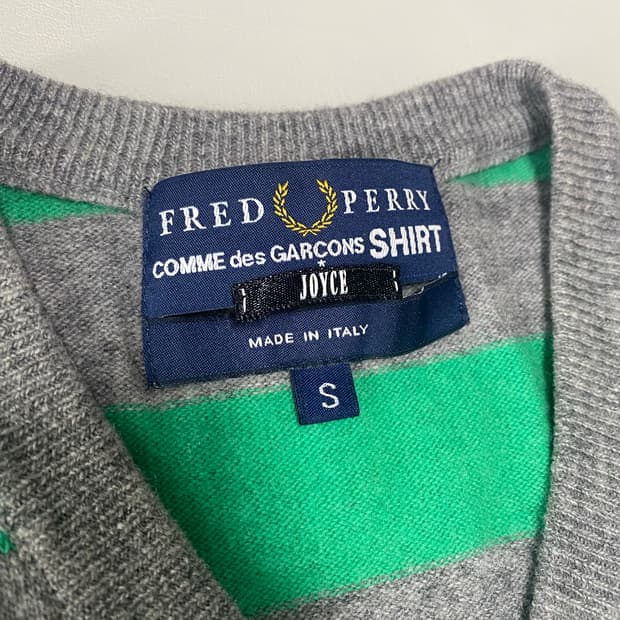 FRED PERRY
COMME des GARÇONS SHIRT
*
JOYCE
MADE IN ITALY
S